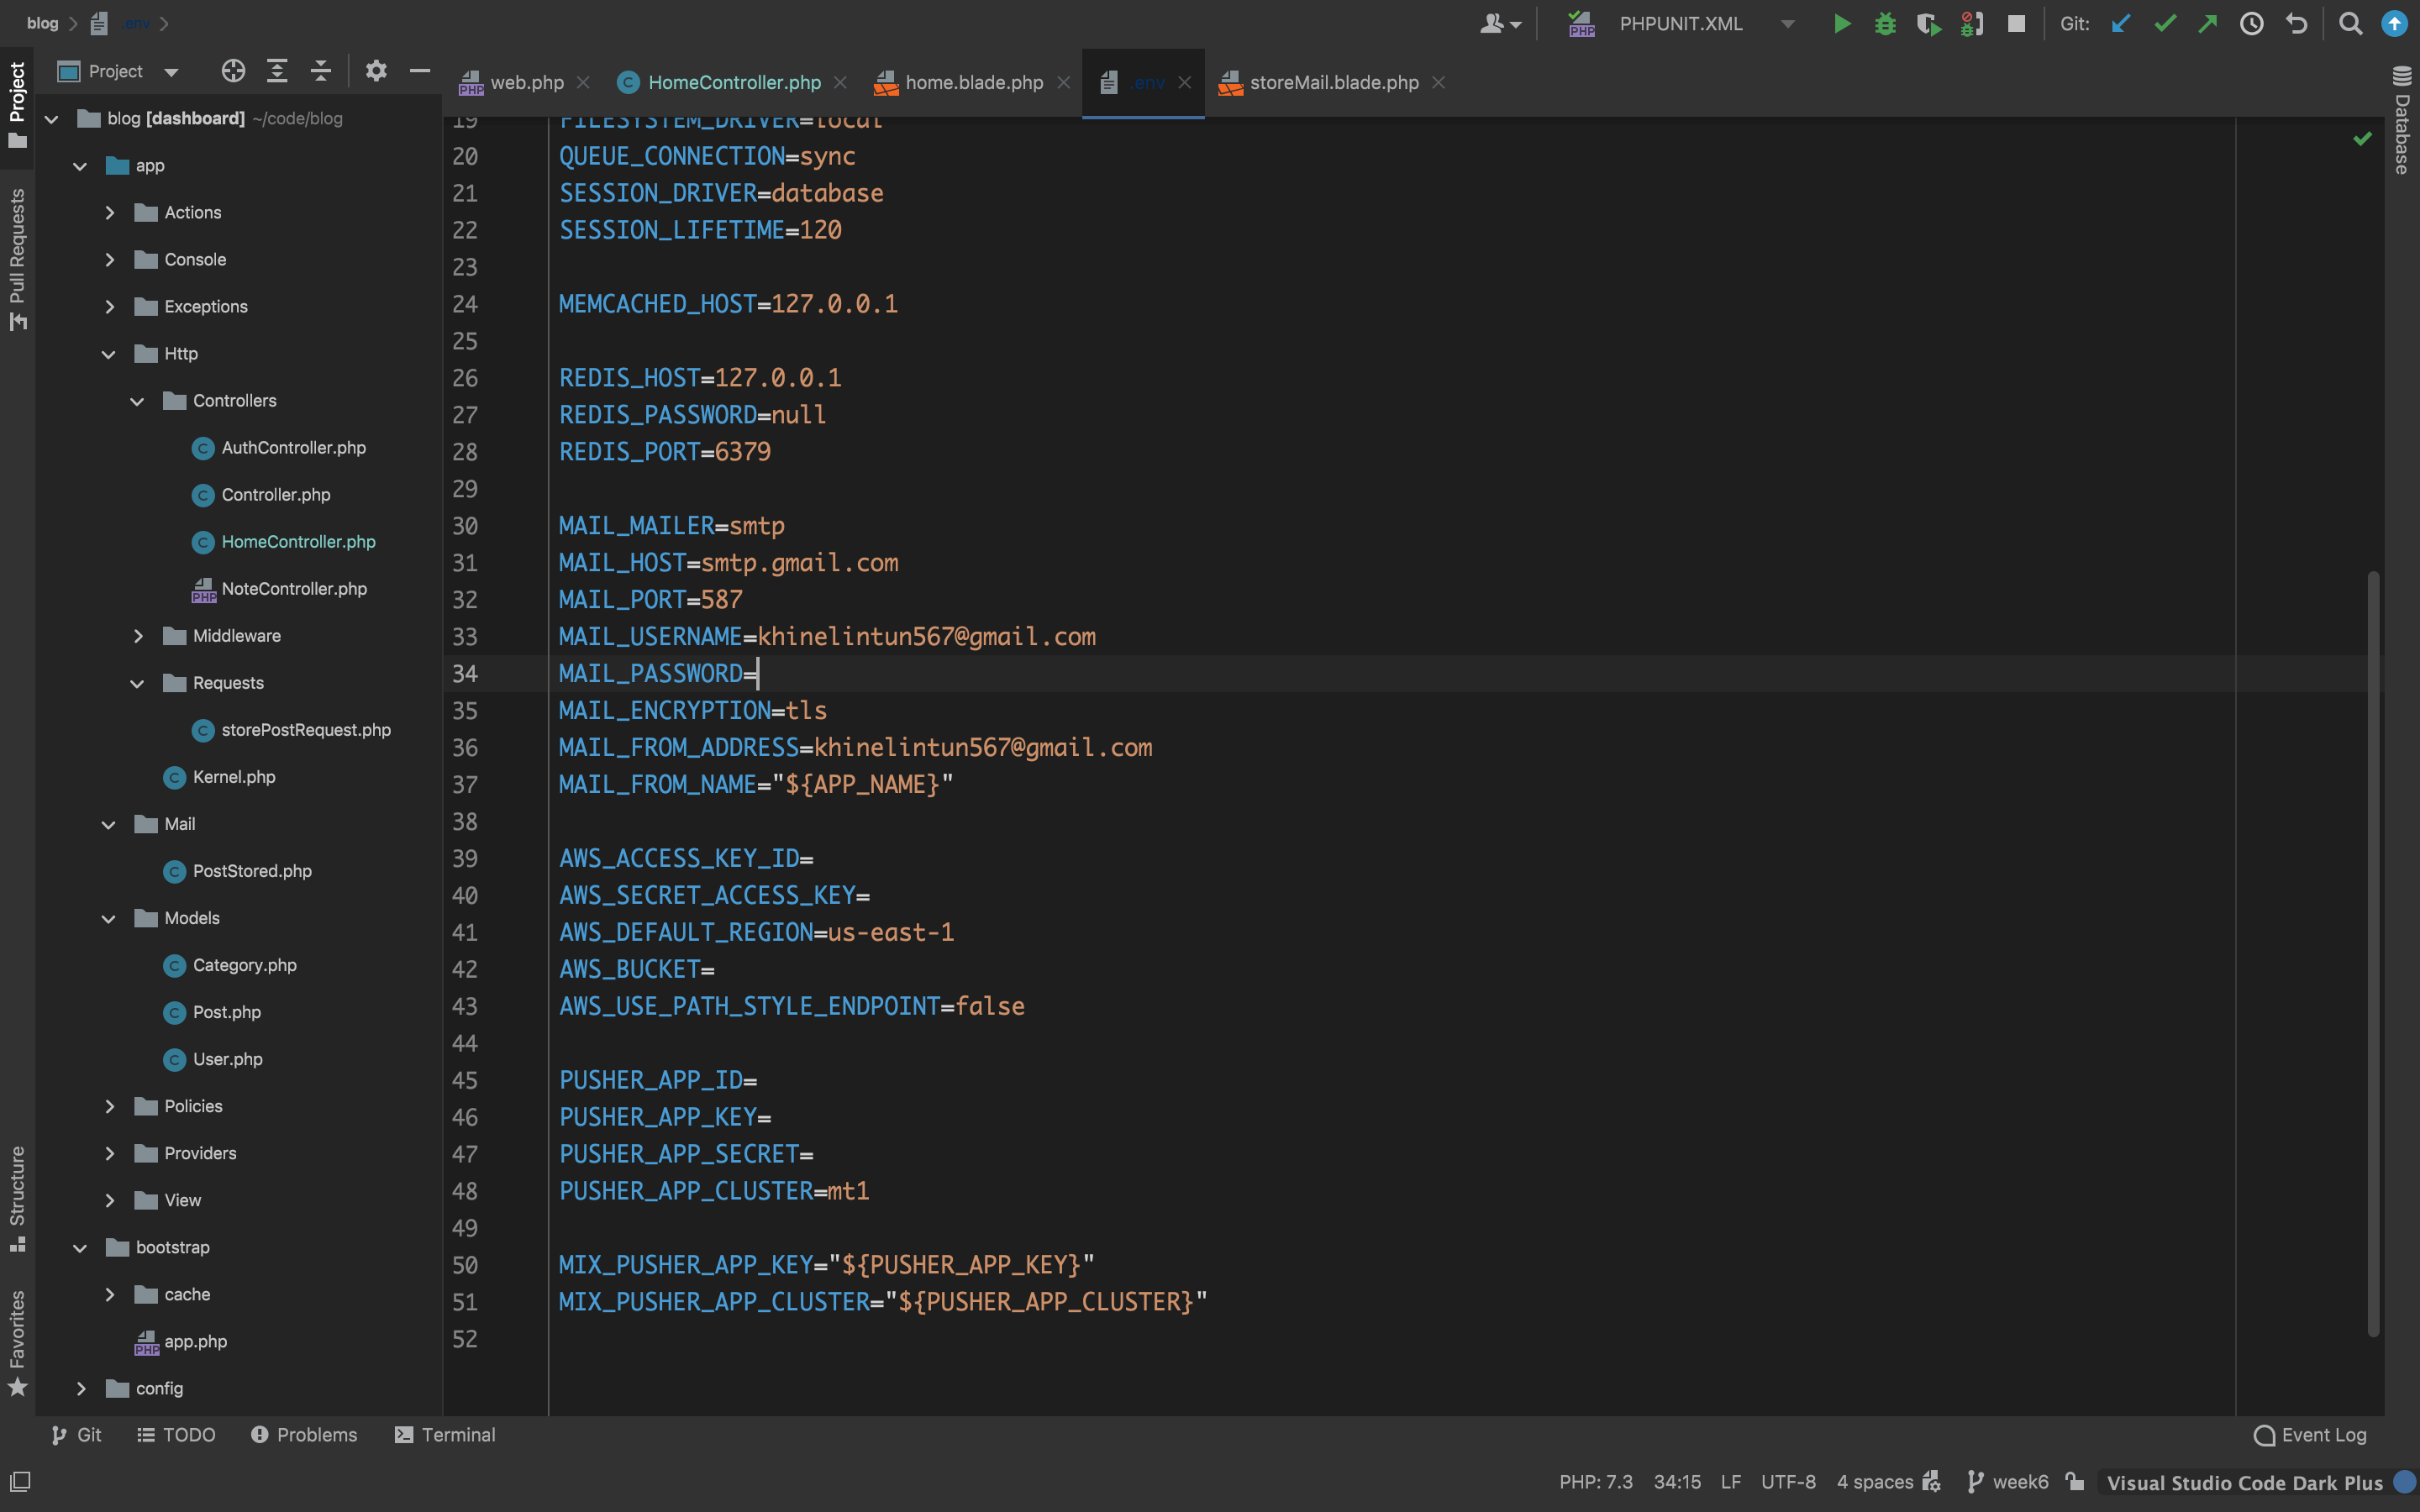 blog
.env
PHPUNIT.XML
Git:
Project
Project
web.php
HomeController.php
home.blade.php
.env
storeMail.blade.php
Database
Pull Requests
Structure
Favorites
blog [dashboard] ~/code/blog
app
Actions
Console
Exceptions
Http
Controllers
AuthController.php
Controller.php
HomeController.php
NoteController.php
Middleware
Requests
storePostRequest.php
Kernel.php
Mail
PostStored.php
Models
Category.php
Post.php
User.php
Policies
Providers
View
bootstrap
cache
app.php
config
19 FILESYSTEM_DRIVER=local
20 QUEUE_CONNECTION=sync
21 SESSION_DRIVER=database
22 SESSION_LIFETIME=120
23
24 MEMCACHED_HOST=127.0.0.1
25
26 REDIS_HOST=127.0.0.1
27 REDIS_PASSWORD=null
28 REDIS_PORT=6379
29
30 MAIL_MAILER=smtp
31 MAIL_HOST=smtp.gmail.com
32 MAIL_PORT=587
33 MAIL_USERNAME=khinelintun567@gmail.com
34 MAIL_PASSWORD=
35 MAIL_ENCRYPTION=tls
36 MAIL_FROM_ADDRESS=khinelintun567@gmail.com
37 MAIL_FROM_NAME="${APP_NAME}"
38
39 AWS_ACCESS_KEY_ID=
40 AWS_SECRET_ACCESS_KEY=
41 AWS_DEFAULT_REGION=us-east-1
42 AWS_BUCKET=
43 AWS_USE_PATH_STYLE_ENDPOINT=false
44
45 PUSHER_APP_ID=
46 PUSHER_APP_KEY=
47 PUSHER_APP_SECRET=
48 PUSHER_APP_CLUSTER=mt1
49
50 MIX_PUSHER_APP_KEY="${PUSHER_APP_KEY}"
51 MIX_PUSHER_APP_CLUSTER="${PUSHER_APP_CLUSTER}"
52
Git
TODO
Problems
Terminal
Event Log
PHP: 7.3
34:15
LF
UTF-8
4 spaces
week6
Visual Studio Code Dark Plus